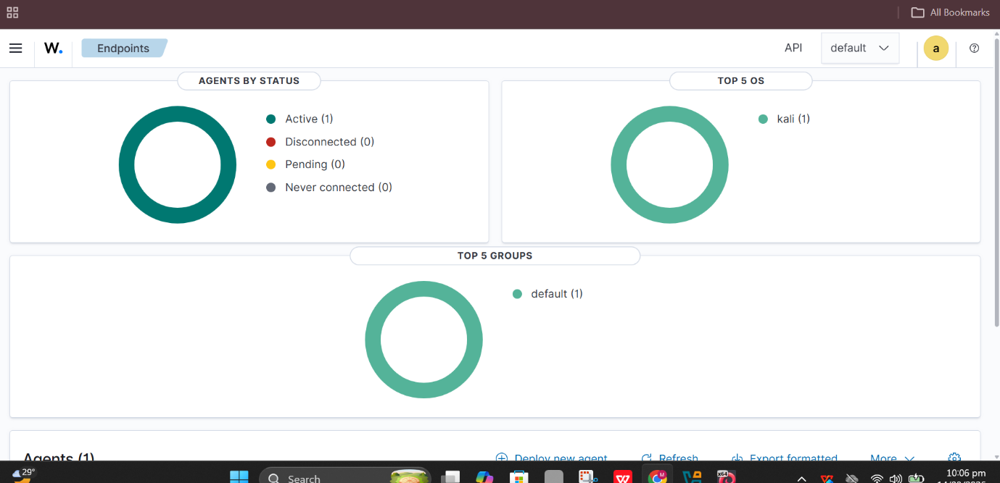 All Bookmarks
W.
Endpoints
API
default
a
AGENTS BY STATUS
Active (1)
Disconnected (0)
Pending (0)
Never connected (0)
TOP 5 OS
kali (1)
TOP 5 GROUPS
default (1)
Agents (1)
Deploy new agent
Refresh
Export formatted
More
29°
Search
10:06 pm